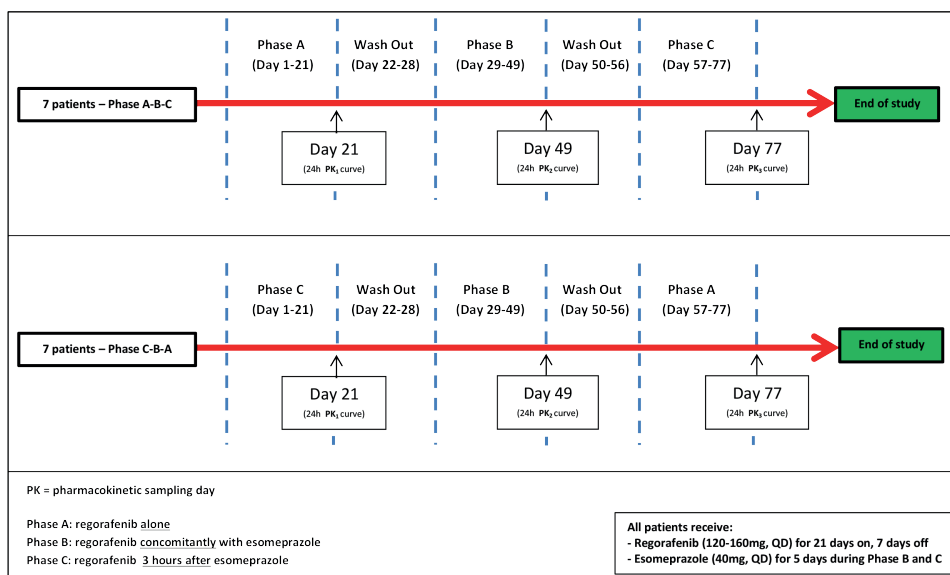 Phase A
(Day 1-21)
Wash Out
(Day 22-28)
Phase B
(Day 29-49)
Wash Out
(Day 50-56)
Phase C
(Day 57-77)
7 patients – Phase A-B-C
End of study
Day 21
(24h PK₁ curve)
Day 49
(24h PK₂ curve)
Day 77
(24h PK₃ curve)
Phase C
(Day 1-21)
Wash Out
(Day 22-28)
Phase B
(Day 29-49)
Wash Out
(Day 50-56)
Phase A
(Day 57-77)
7 patients – Phase C-B-A
End of study
Day 21
(24h PK₁ curve)
Day 49
(24h PK₂ curve)
Day 77
(24h PK₃ curve)
PK = pharmacokinetic sampling day
Phase A: regorafenib alone
Phase B: regorafenib concomitantly with esomeprazole
Phase C: regorafenib 3 hours after esomeprazole
All patients receive:
- Regorafenib (120-160mg, QD) for 21 days on, 7 days off
- Esomeprazole (40mg, QD) for 5 days during Phase B and C